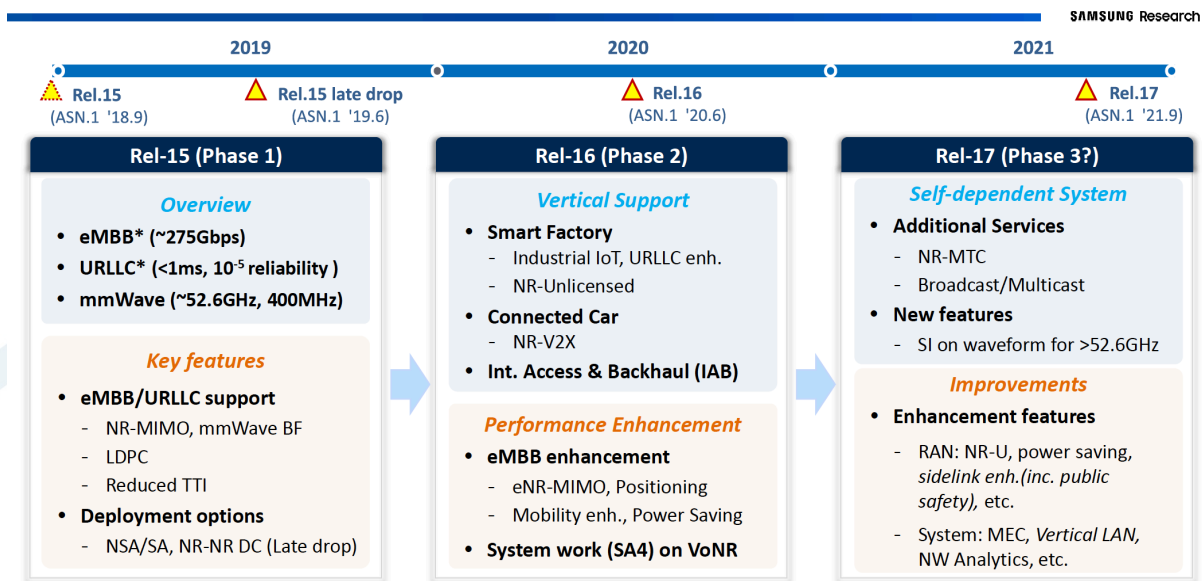 SAMSUNG Research
2019
2020
2021
Rel.15
(ASN.1 '18.9)
Rel.15 late drop
(ASN.1 '19.6)
Rel.16
(ASN.1 '20.6)
Rel.17
(ASN.1 '21.9)
Rel-15 (Phase 1)
Overview
• eMBB* (~275Gbps)
• URLLC* (<1ms, 10⁻⁵ reliability )
• mmWave (~52.6GHz, 400MHz)
Key features
• eMBB/URLLC support
- NR-MIMO, mmWave BF
- LDPC
- Reduced TTI
• Deployment options
- NSA/SA, NR-NR DC (Late drop)
Rel-16 (Phase 2)
Vertical Support
• Smart Factory
- Industrial IoT, URLLC enh.
- NR-Unlicensed
• Connected Car
- NR-V2X
• Int. Access & Backhaul (IAB)
Performance Enhancement
• eMBB enhancement
- eNR-MIMO, Positioning
- Mobility enh., Power Saving
• System work (SA4) on VoNR
Rel-17 (Phase 3?)
Self-dependent System
• Additional Services
- NR-MTC
- Broadcast/Multicast
• New features
- SI on waveform for >52.6GHz
Improvements
• Enhancement features
- RAN: NR-U, power saving,
sidelink enh.(inc. public
safety), etc.
- System: MEC, Vertical LAN,
NW Analytics, etc.